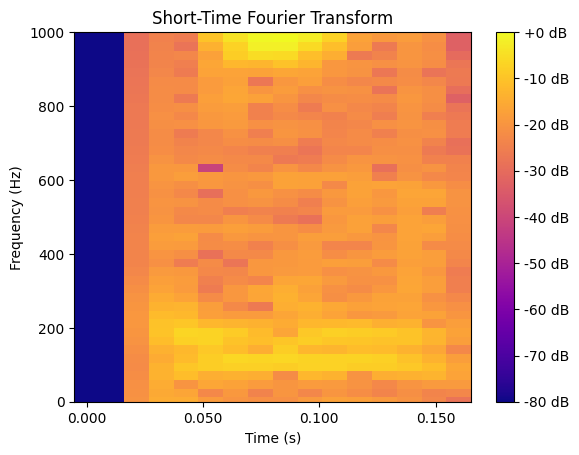 Short-Time Fourier Transform
1000
800
600
400
200
0
Frequency (Hz)
0.000
0.050
0.100
0.150
Time (s)
+0 dB
-10 dB
-20 dB
-30 dB
-40 dB
-50 dB
-60 dB
-70 dB
-80 dB